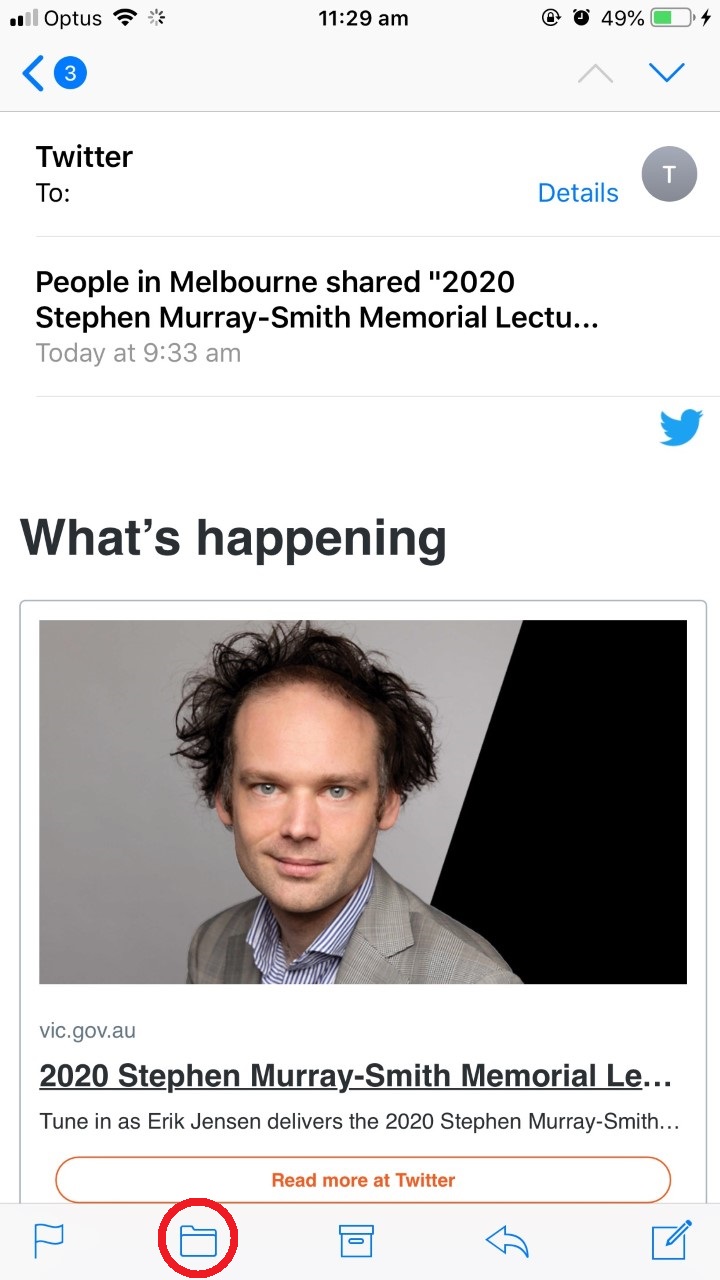 Optus 11:29 am 49%
3
Twitter
T
To:
Details
People in Melbourne shared "2020
Stephen Murray-Smith Memorial Lectu...
Today at 9:33 am
What’s happening
vic.gov.au
2020 Stephen Murray-Smith Memorial Le...
Tune in as Erik Jensen delivers the 2020 Stephen Murray-Smith...
Read more at Twitter